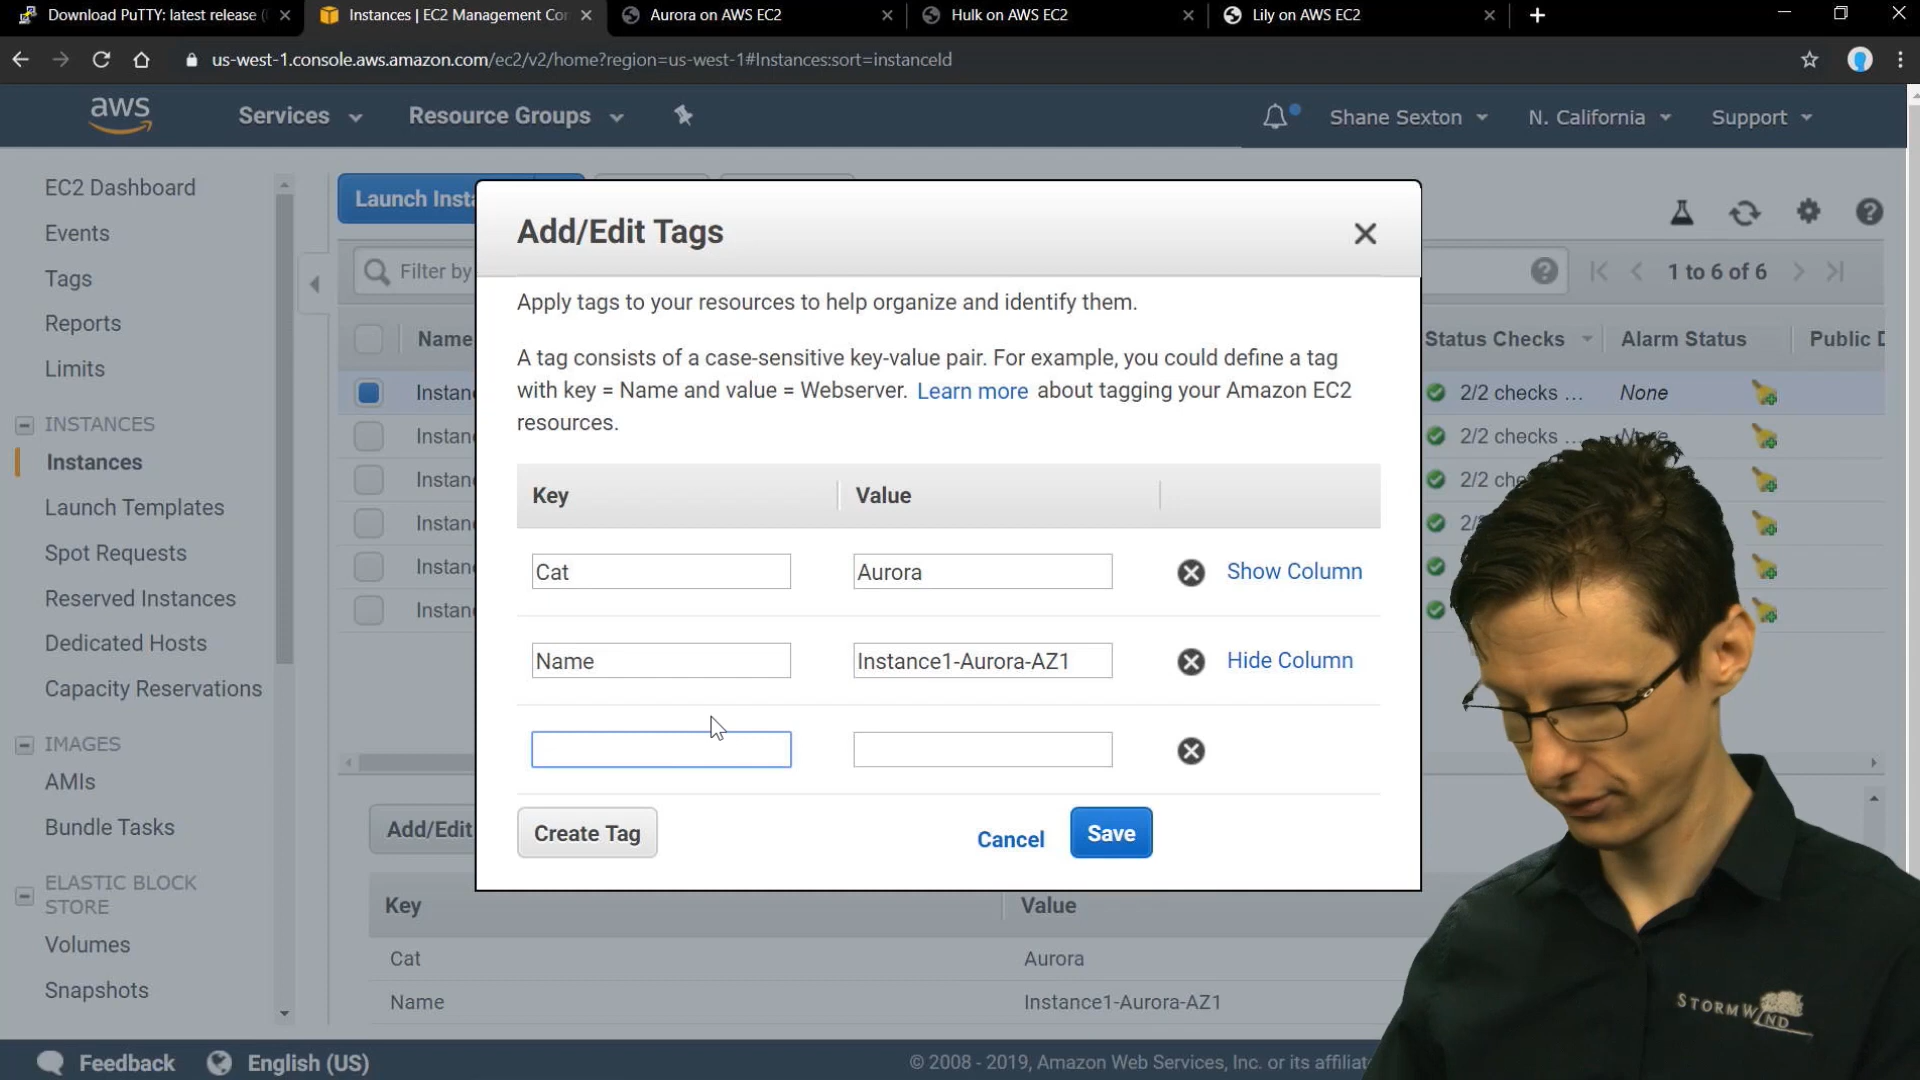 Download PuTTY: latest release (
Instances | EC2 Management Con
Aurora on AWS EC2
Hulk on AWS EC2
Lily on AWS EC2
us-west-1.console.aws.amazon.com/ec2/v2/home?region=us-west-1#Instances:sort=instanceId
aws
Services
Resource Groups
Shane Sexton
N. California
Support
EC2 Dashboard
Events
Tags
Reports
Limits
INSTANCES
Instances
Launch Templates
Spot Requests
Reserved Instances
Dedicated Hosts
Capacity Reservations
IMAGES
AMIs
Bundle Tasks
ELASTIC BLOCK
STORE
Volumes
Snapshots
Launch Insta
Filter by
1 to 6 of 6
Name
Status Checks
Alarm Status
Public D
Instan
2/2 checks ...
None
Instan
2/2 checks ...
None
Instan
2/2 che
Instan
2/
Instan
Instan
Add/Edit Tags
Apply tags to your resources to help organize and identify them.
A tag consists of a case-sensitive key-value pair. For example, you could define a tag
with key = Name and value = Webserver. Learn more about tagging your Amazon EC2
resources.
Key
Value
Cat
Aurora
Show Column
Name
Instance1-Aurora-AZ1
Hide Column
Create Tag
Cancel
Save
Add/Edit
Key
Value
Cat
Aurora
Name
Instance1-Aurora-AZ1
STORMWIND
Feedback
English (US)
© 2008 - 2019, Amazon Web Services, Inc. or its affiliat